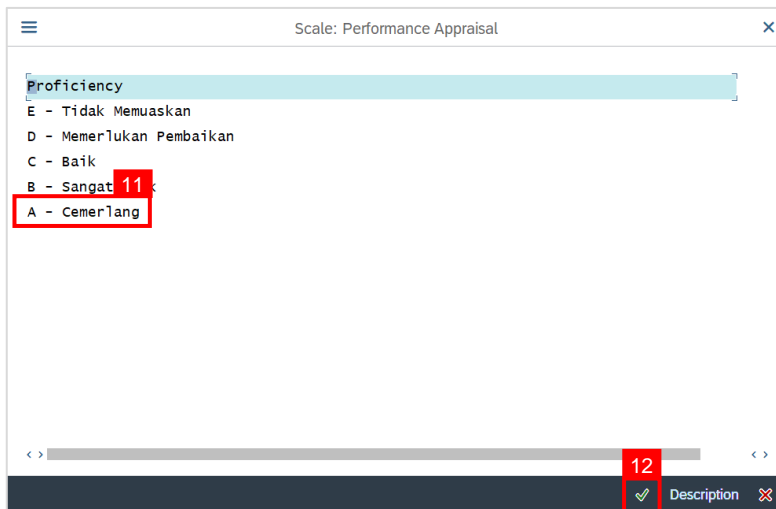 Scale: Performance Appraisal
Proficiency
E - Tidak Memuaskan
D - Memerlukan Pembaikan
C - Baik
11
B - Sangat
A - Cemerlang
12
Description